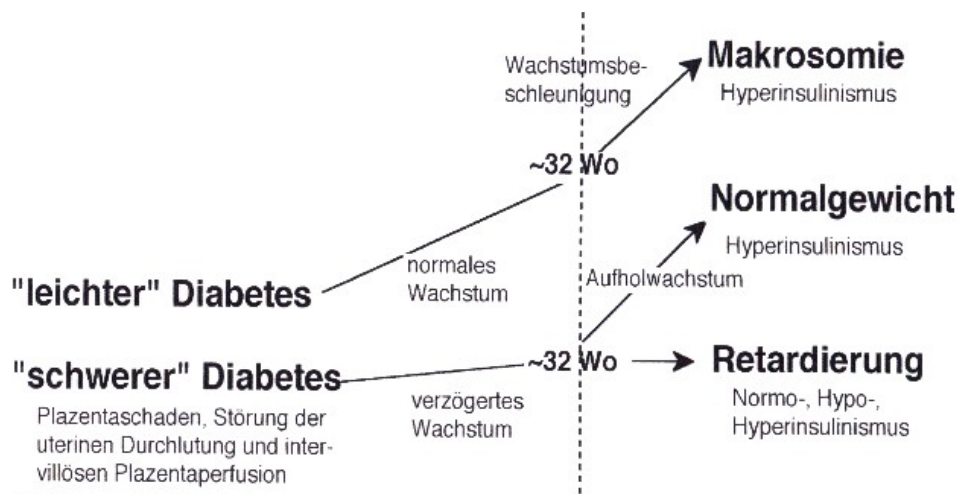 Wachstumsbe-
schleunigung
Makrosomie
Hyperinsulinismus
~32 Wo
Normalgewicht
Hyperinsulinismus
normales
Wachstum
Aufholwachstum
"leichter" Diabetes
~32 Wo
Retardierung
Normo-, Hypo-,
Hyperinsulinismus
"schwerer" Diabetes
verzögertes
Wachstum
Plazentaschaden, Störung der
uterinen Durchlutung und inter-
villösen Plazentaperfusion